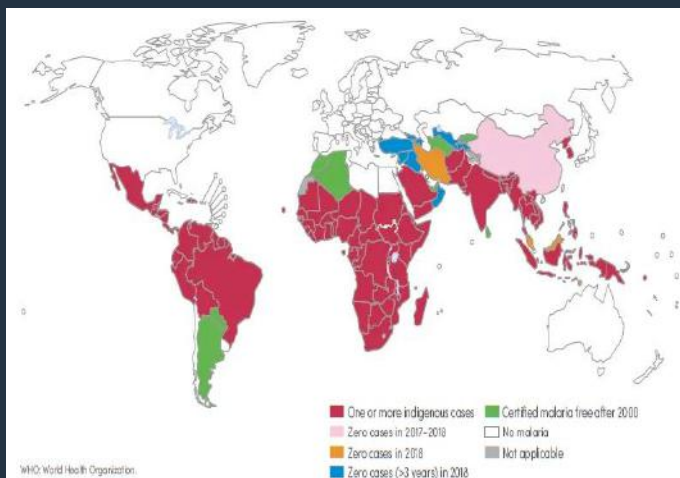 One or more indigenous cases
Zero cases in 2017–2018
Zero cases in 2018
Zero cases (>3 years) in 2018
Certified malaria free after 2000
No malaria
Not applicable
WHO: World Health Organization.